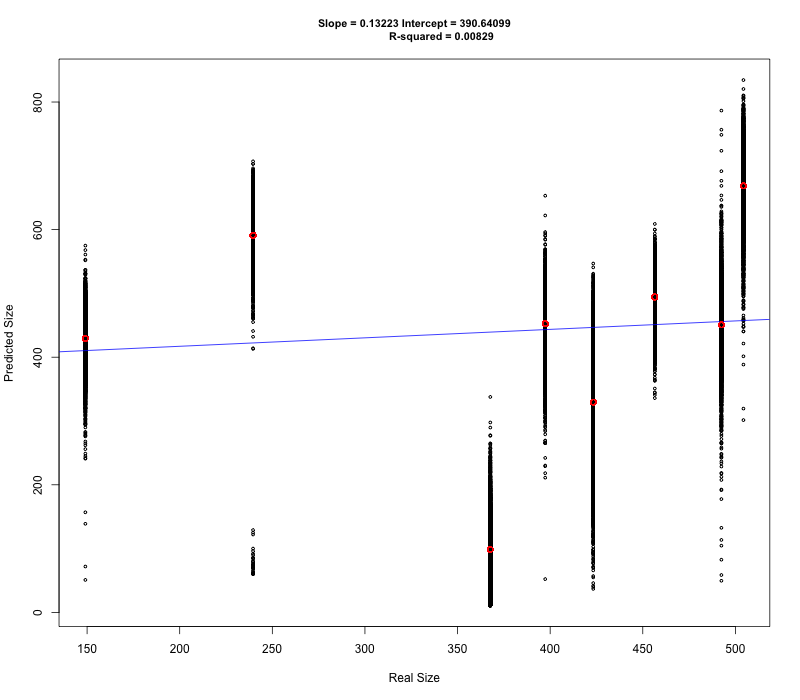 Slope = 0.13223 Intercept = 390.64099
R-squared = 0.00829
Predicted Size
800
600
400
200
0
150 200 250 300 350 400 450 500
Real Size